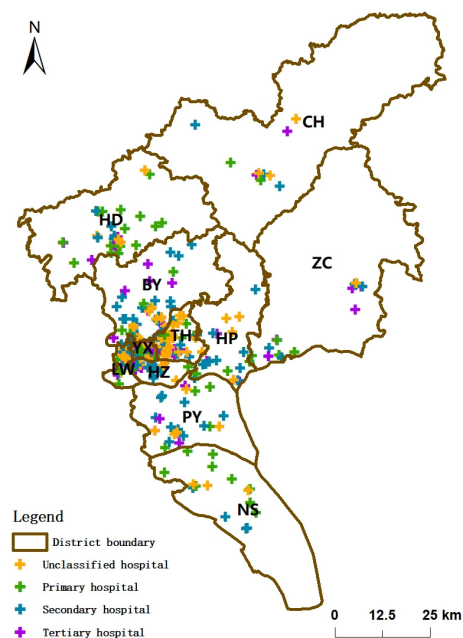 N
CH
HD
ZC
BY
TH
YX
HP
LW
HZ
PY
NS
Legend
District boundary
Unclassified hospital
Primary hospital
Secondary hospital
Tertiary hospital
0 12.5 25 km